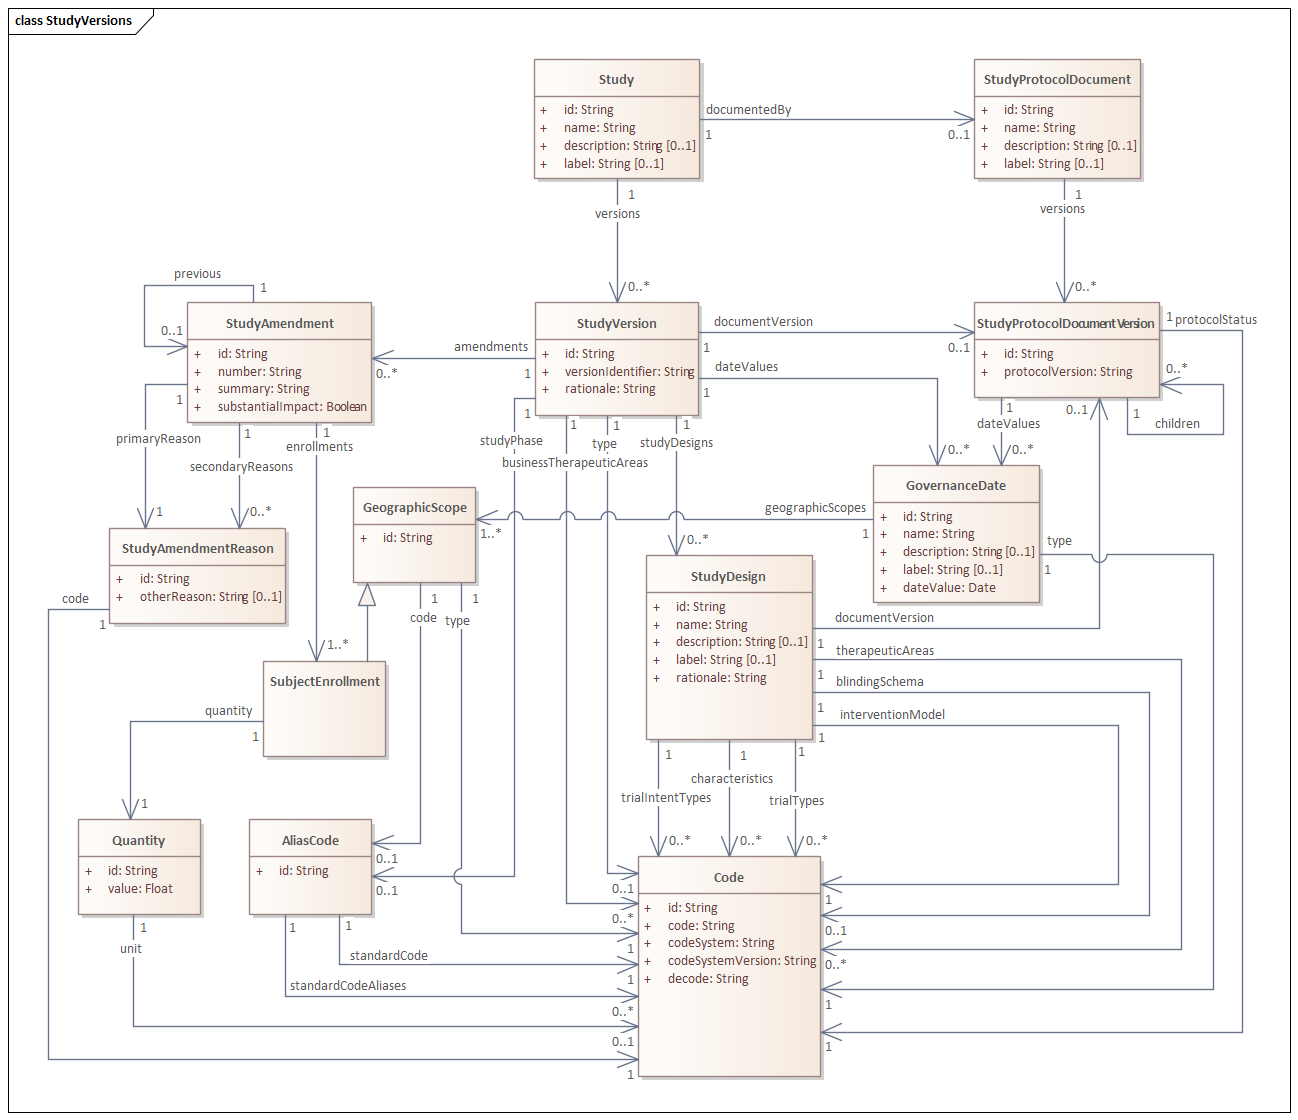 class StudyVersions
Study
+ id: String
+ name: String
+ description: String [0..1]
+ label: String [0..1]
documentedBy
1
0..1
StudyProtocolDocument
+ id: String
+ name: String
+ description: String [0..1]
+ label: String [0..1]
1
versions
0..*
1
versions
0..*
previous
1
0..1
StudyAmendment
+ id: String
+ number: String
+ summary: String
+ substantialImpact: Boolean
amendments
1
0..*
StudyVersion
+ id: String
+ versionIdentifier: String
+ rationale: String
documentVersion
1
0..1
dateValues
1
0..*
StudyProtocolDocumentVersion
+ id: String
+ protocolVersion: String
1
protocolStatus
0..*
1
children
0..1
1
dateValues
0..*
1
primaryReason
1
1
secondaryReasons
0..*
1
enrollments
1..*
1
studyPhase
1
businessTherapeuticAreas
1
type
1
studyDesigns
0..*
GeographicScope
+ id: String
geographicScopes
1
1..*
GovernanceDate
+ id: String
+ name: String
+ description: String [0..1]
+ label: String [0..1]
+ dateValue: Date
type
1
StudyAmendmentReason
+ id: String
+ otherReason: String [0..1]
code
1
1
code
1
type
StudyDesign
+ id: String
+ name: String
+ description: String [0..1]
+ label: String [0..1]
+ rationale: String
documentVersion
1
therapeuticAreas
1
blindingSchema
1
interventionModel
1
SubjectEnrollment
quantity
1
1
1
trialIntentTypes
0..*
1
characteristics
0..*
1
trialTypes
0..*
Quantity
+ id: String
+ value: Float
AliasCode
+ id: String
0..1
0..1
Code
+ id: String
+ code: String
+ codeSystem: String
+ codeSystemVersion: String
+ decode: String
0..1
0..*
1
1
0..*
0..1
1
1
0..1
0..*
1
1
1
unit
1
standardCodeAliases
1
standardCode